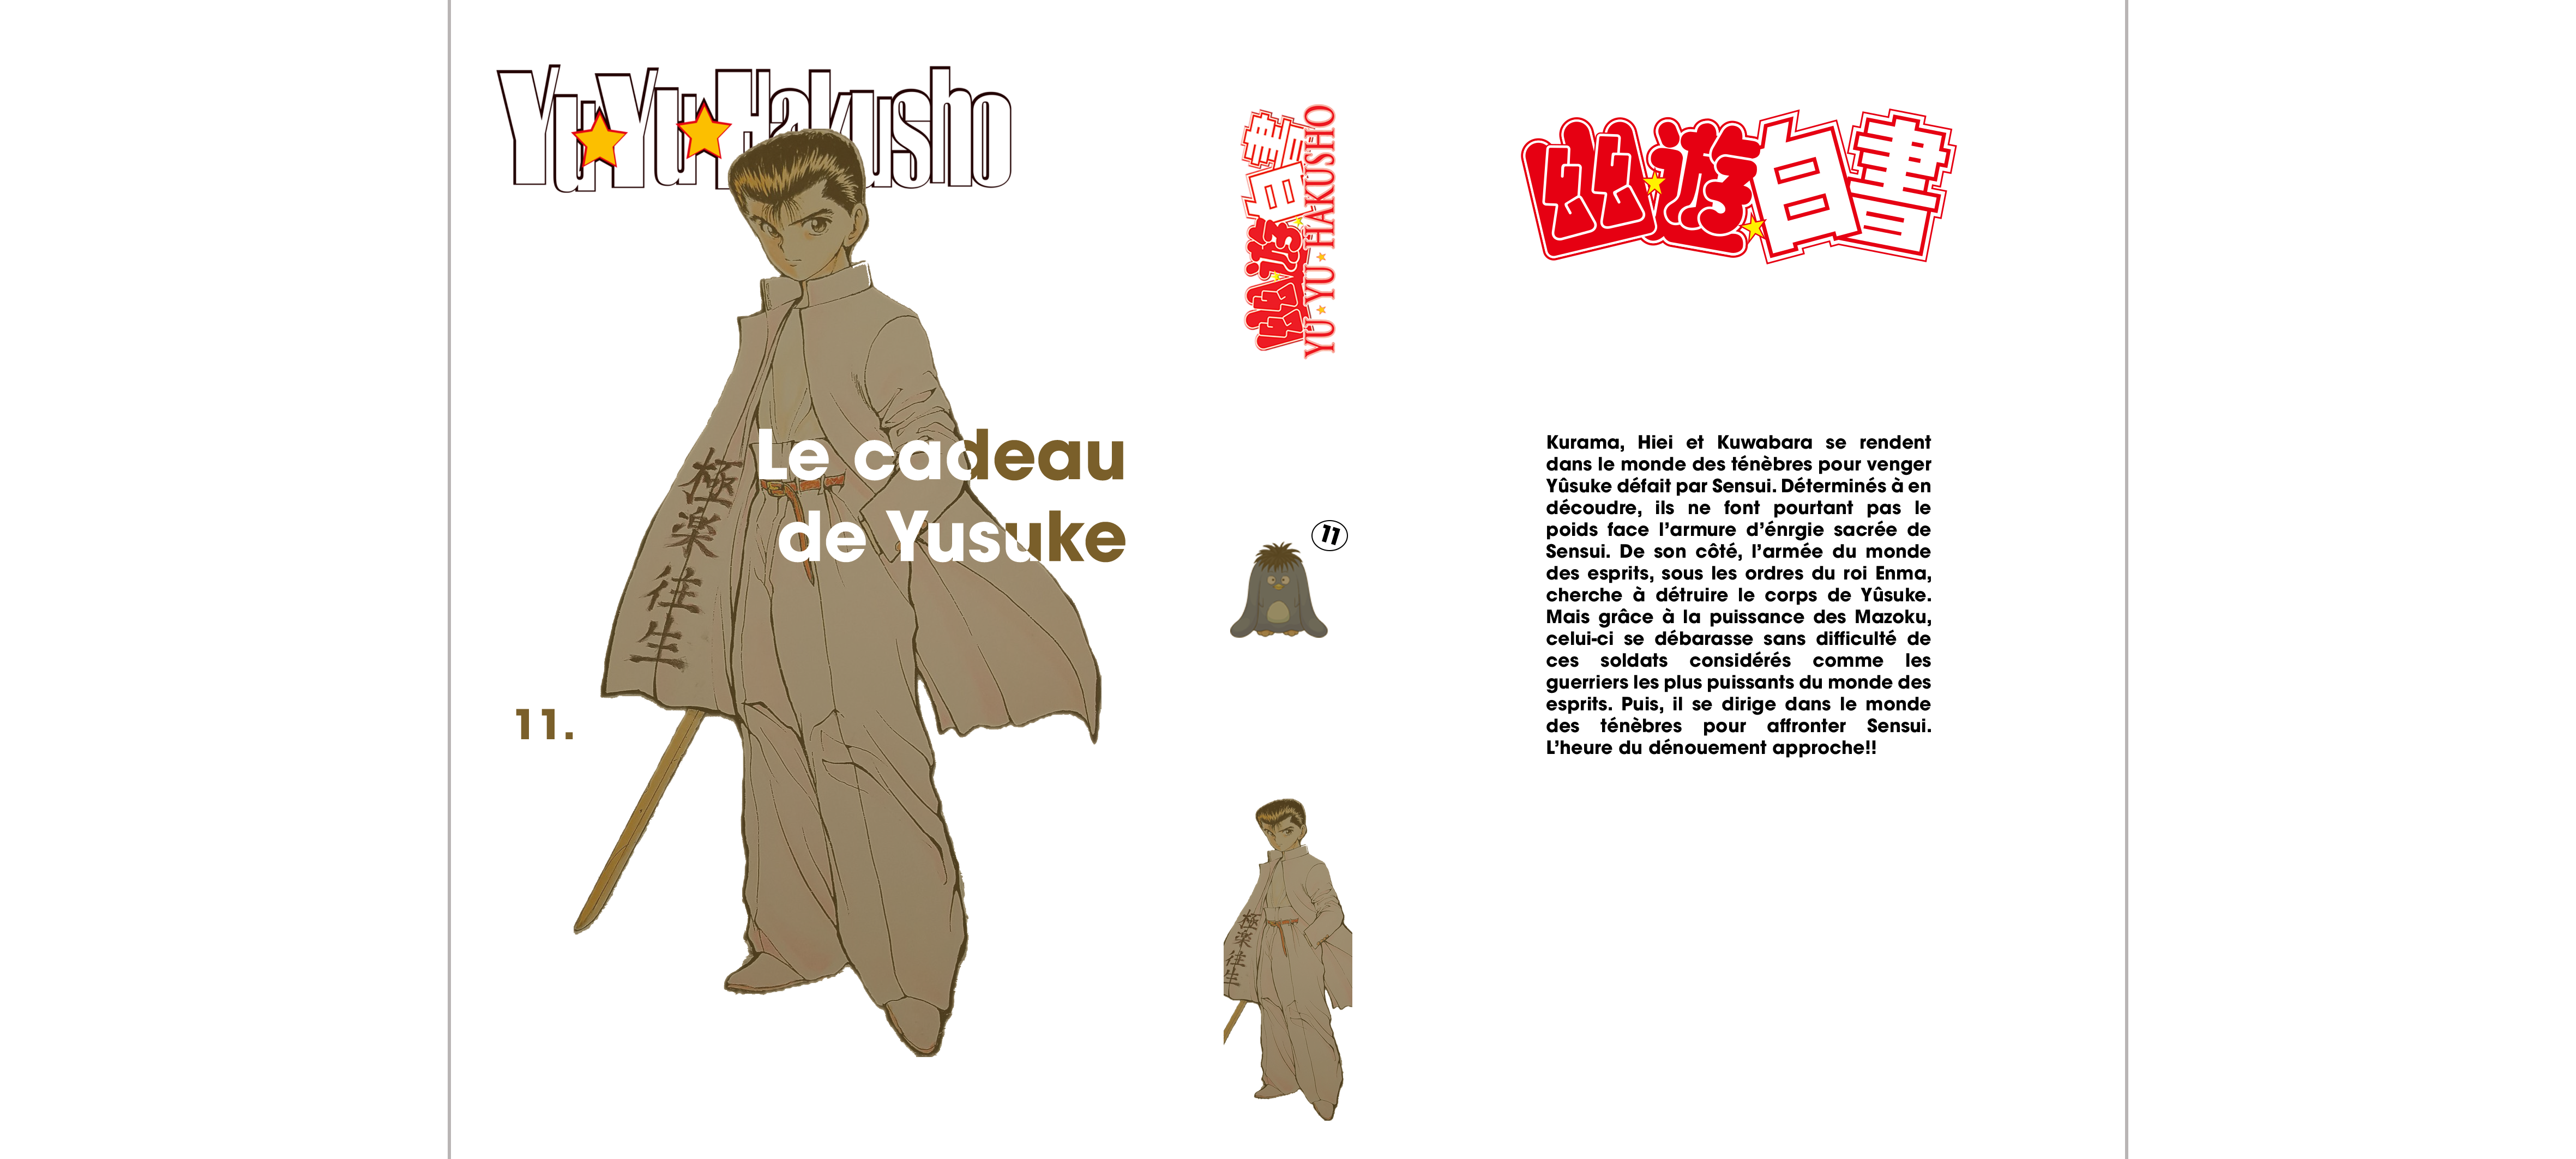 YuYu Hakusho
Le cadeau
de Yusuke
極
楽
往
生
11.
幽遊白書
YU YU HAKUSHO
11
極
楽
往
生
幽遊白書
Kurama, Hiei et Kuwabara se rendent
dans le monde des ténèbres pour venger
Yûsuke défait par Sensui. Déterminés à en
découdre, ils ne font pourtant pas le
poids face l’armure d’énrgie sacrée de
Sensui. De son côté, l’armée du monde
des esprits, sous les ordres du roi Enma,
cherche à détruire le corps de Yûsuke.
Mais grâce à la puissance des Mazoku,
celui-ci se débarasse sans difficulté de
ces soldats considérés comme les
guerriers les plus puissants du monde des
esprits. Puis, il se dirige dans le monde
des ténèbres pour affronter Sensui.
L’heure du dénouement approche!!